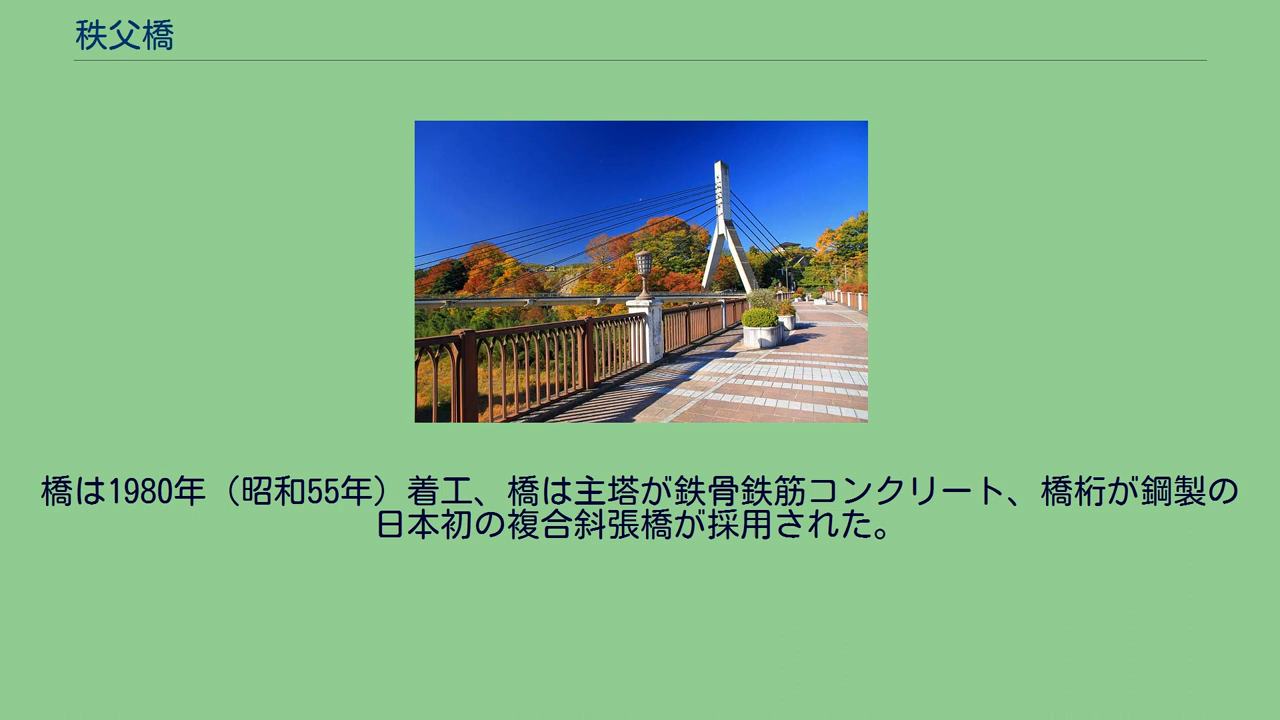 秩父橋
橋は1980年（昭和55年）着工、橋は主塔が鉄骨鉄筋コンクリート、橋桁が鋼製の
日本初の複合斜張橋が採用された。